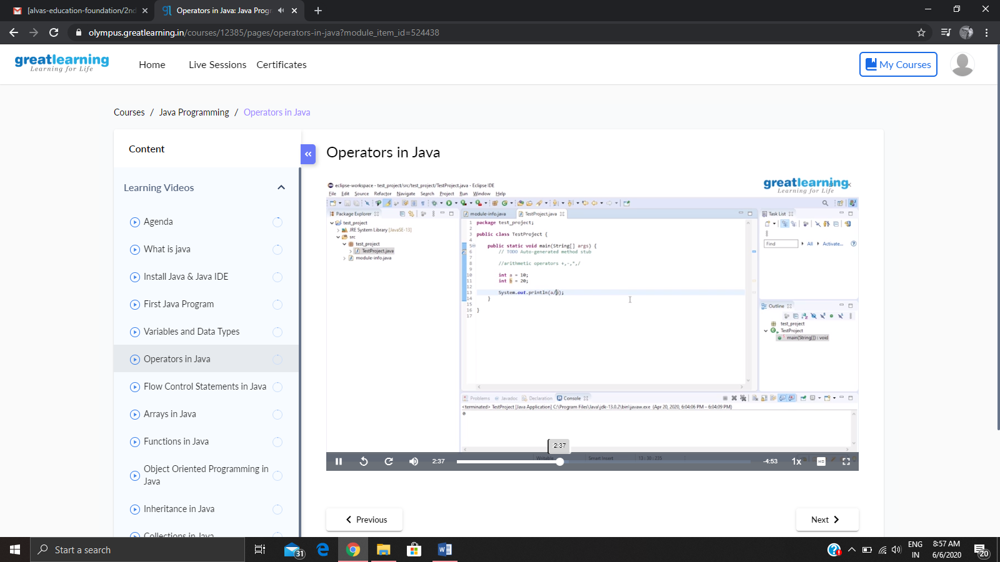 [alvas-education-foundation/2nd
Operators in Java: Java Progr
olympus.greatlearning.in/courses/12385/pages/operators-in-java?module_item_id=524438
greatlearning
Learning for Life
Home
Live Sessions
Certificates
My Courses
Courses / Java Programming / Operators in Java
Content
Learning Videos
Agenda
What is java
Install Java & Java IDE
First Java Program
Variables and Data Types
Operators in Java
Flow Control Statements in Java
Arrays in Java
Functions in Java
Object Oriented Programming in
Java
Inheritance in Java
Collections in Java
Operators in Java
eclipse-workspace - test_project/src/test_project/TestProject.java - Eclipse IDE
greatlearning
Learning for Life
File Edit Source Refactor Navigate Search Project Run Window Help
Package Explorer
test_project
JRE System Library [JavaSE-13]
src
test_project
TestProject.java
module-info.java
module-info.java
TestProject.java
1 package test_project;
2
3 public class TestProject {
4
5 public static void main(String[] args) {
6 // TODO Auto-generated method stub
7
8 //arithmetic operators +,-,*,/
9
10 int a = 10;
11 int b = 20;
12
13 System.out.println(a/b);
14 }
15
16 }
17
Task List
Find
All
Activate...
Outline
test_project
TestProject
main(String[]) : void
Problems
Javadoc
Declaration
Console
<terminated> TestProject [Java Application] C:\Program Files\Java\jdk-13.0.2\bin\javaw.exe (Apr 20, 2020, 6:04:06 PM – 6:04:09 PM)
0
2:37
Writable
Smart Insert
13 : 30 : 235
2:37
-4:53
1x
HD
Previous
Next
Start a search
31
ENG
IN
8:57 AM
6/6/2020
20